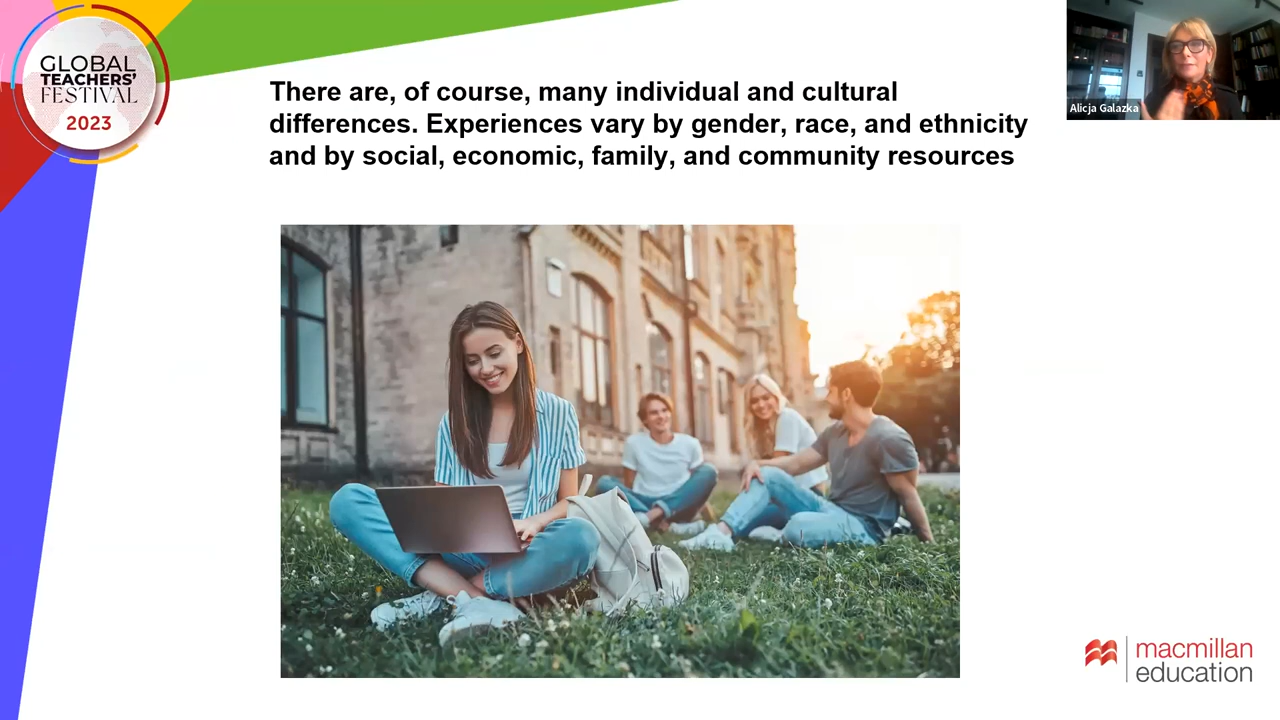 GLOBAL
TEACHERS'
FESTIVAL
2023
There are, of course, many individual and cultural
differences. Experiences vary by gender, race, and ethnicity
and by social, economic, family, and community resources
Alicja Galazka
macmillan
education